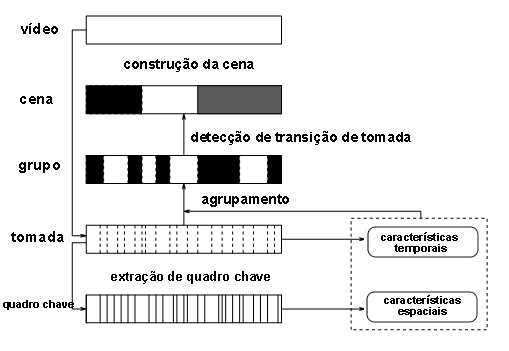 vídeo
construção da cena
cena
detecção de transição de tomada
grupo
agrupamento
tomada
características
temporais
extração de quadro chave
quadro chave
características
espaciais